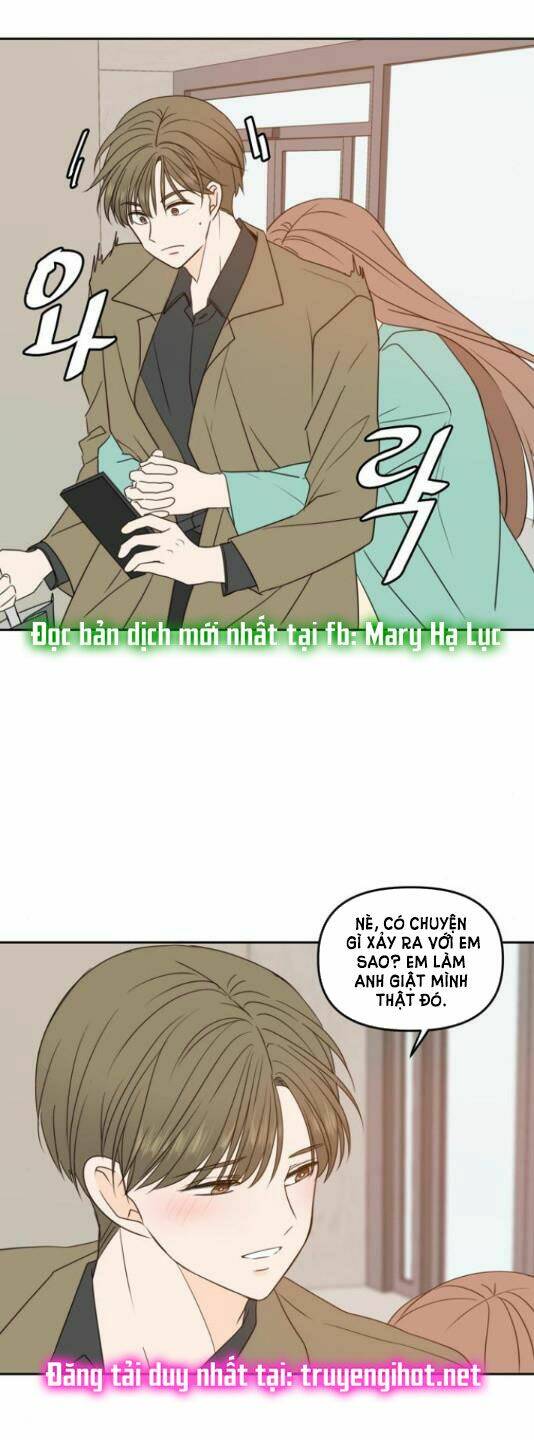 와
락
Đọc bản dịch mới nhất tại fb: Mary Hạ Lục
NÈ, CÓ CHUYỆN
GÌ XẢY RA VỚI EM
SAO? EM LÀM
ANH GIẬT MÌNH
THẬT ĐÓ.
Đăng tải duy nhất tại: truyengihot.net